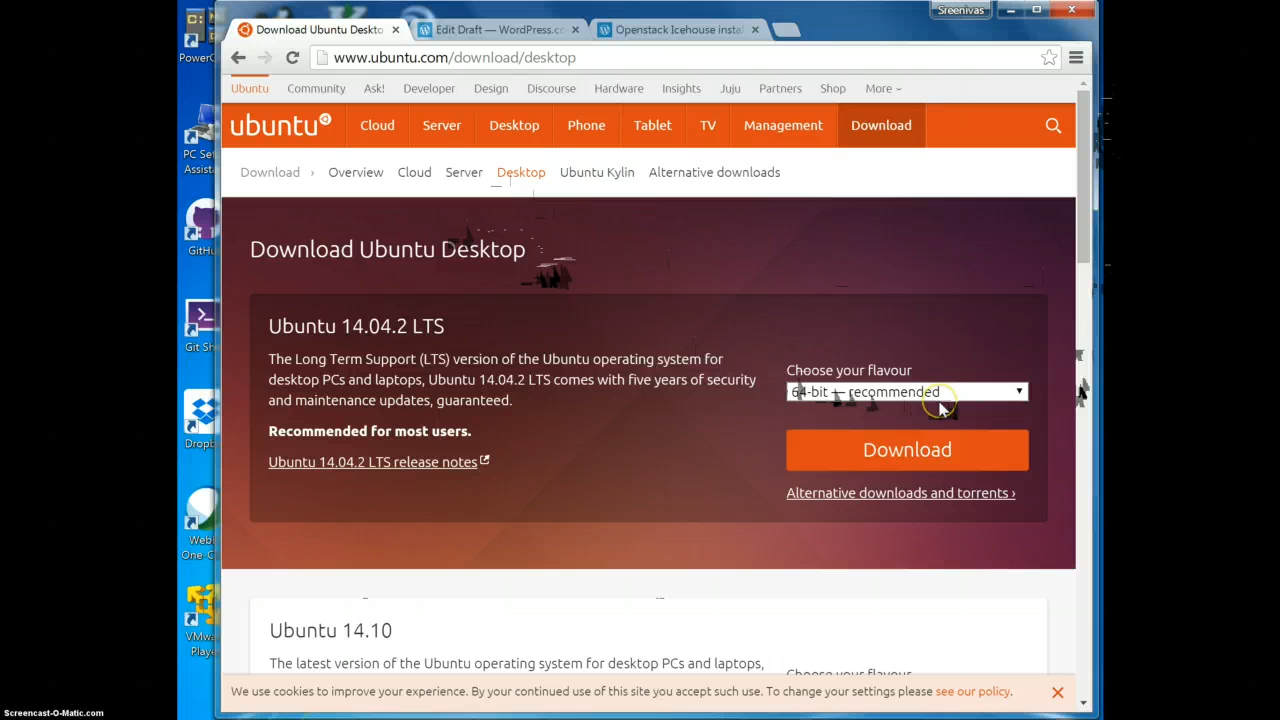 Sreenivas
Download Ubuntu Deskto
Edit Draft — WordPress.c
Openstack Icehouse insta
www.ubuntu.com/download/desktop
Ubuntu Community Ask! Developer Design Discourse Hardware Insights Juju Partners Shop More
ubuntu Cloud Server Desktop Phone Tablet TV Management Download
Download › Overview Cloud Server Desktop Ubuntu Kylin Alternative downloads
Download Ubuntu Desktop
Ubuntu 14.04.2 LTS
The Long Term Support (LTS) version of the Ubuntu operating system for
desktop PCs and laptops, Ubuntu 14.04.2 LTS comes with five years of security
and maintenance updates, guaranteed.
Recommended for most users.
Ubuntu 14.04.2 LTS release notes
Choose your flavour
64-bit — recommended
Download
Alternative downloads and torrents ›
Ubuntu 14.10
The latest version of the Ubuntu operating system for desktop PCs and laptops,
Choose your flavour
We use cookies to improve your experience. By your continued use of this site you accept such use. To change your settings please see our policy.
PowerC
PC Set
Assista
GitHu
Git Sh
Dropb
Web
One-C
VMw
Playe
Screencast-O-Matic.com